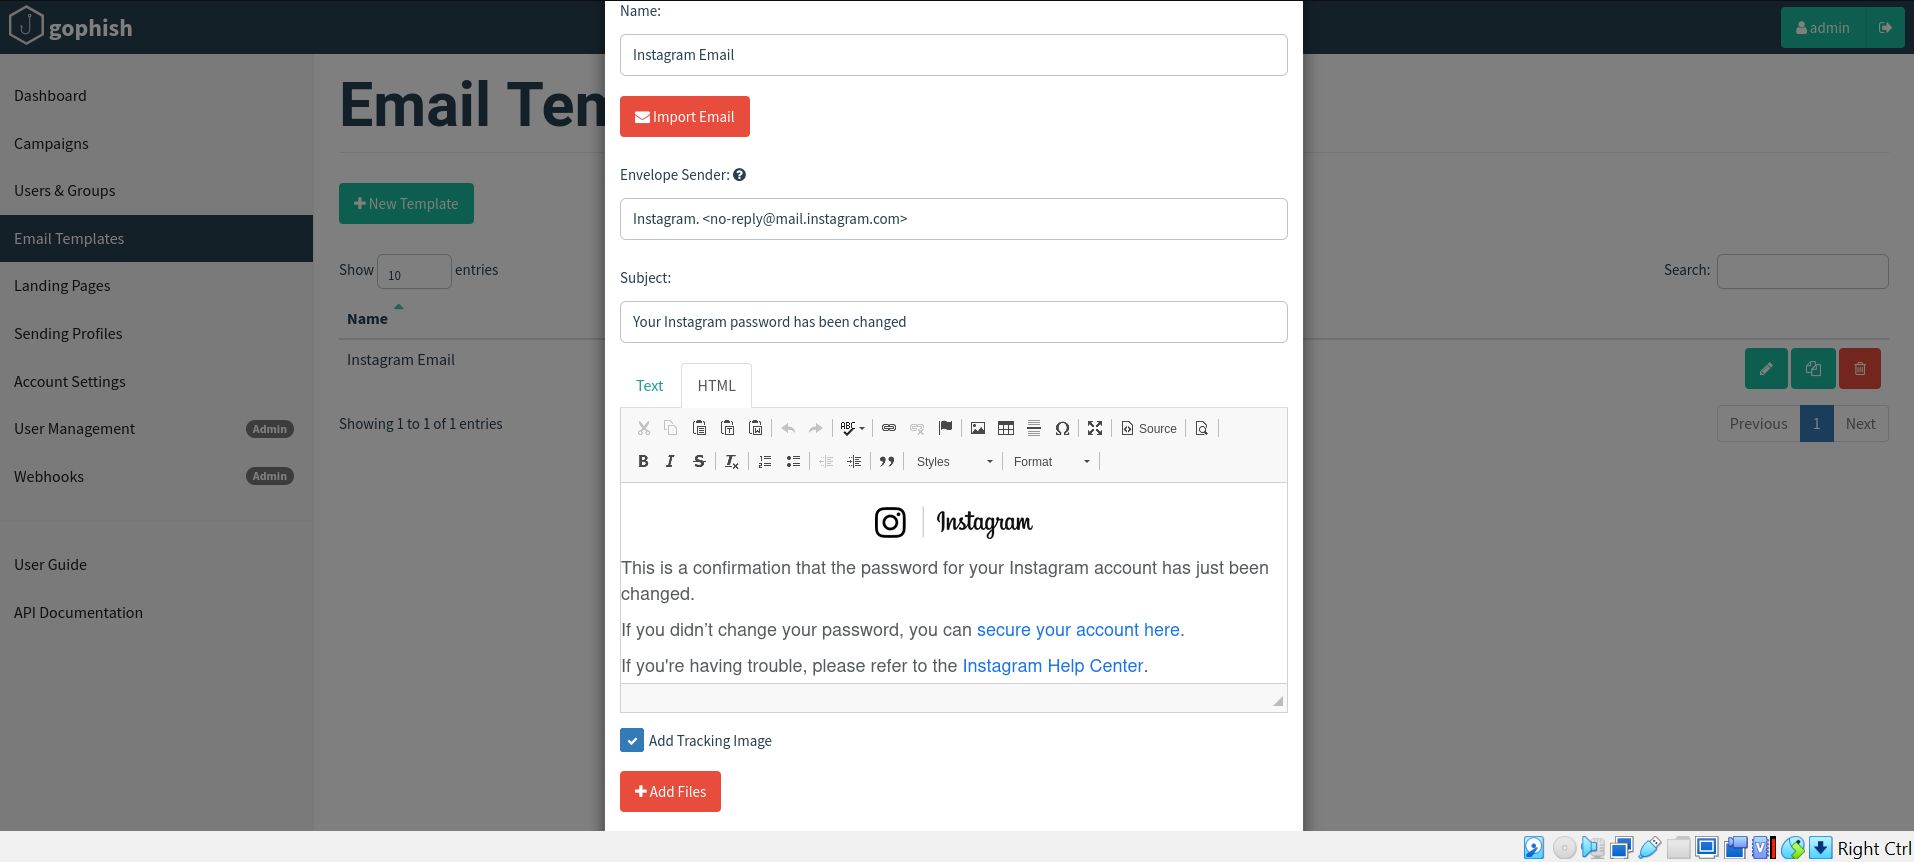 gophish
admin
Dashboard
Campaigns
Users & Groups
Email Templates
Landing Pages
Sending Profiles
Account Settings
User Management Admin
Webhooks Admin
User Guide
API Documentation
Email Tem
New Template
Show 10 entries
Search:
Name
Instagram Email
Showing 1 to 1 of 1 entries
Previous 1 Next
Name:
Instagram Email
Import Email
Envelope Sender:
Instagram. <no-reply@mail.instagram.com>
Subject:
Your Instagram password has been changed
Text HTML
ABC Source
B I S Tx Styles Format
Instagram
This is a confirmation that the password for your Instagram account has just been
changed.
If you didn’t change your password, you can secure your account here.
If you're having trouble, please refer to the Instagram Help Center.
Add Tracking Image
Add Files
Right Ctrl